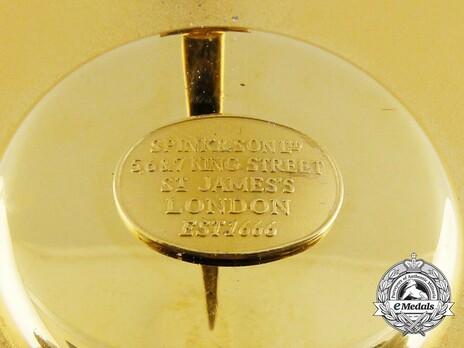 SPINK & SON Lᵀᴰ
5,6 & 7 KING STREET
ST JAMES'S
LONDON
EST 1666
eMedals